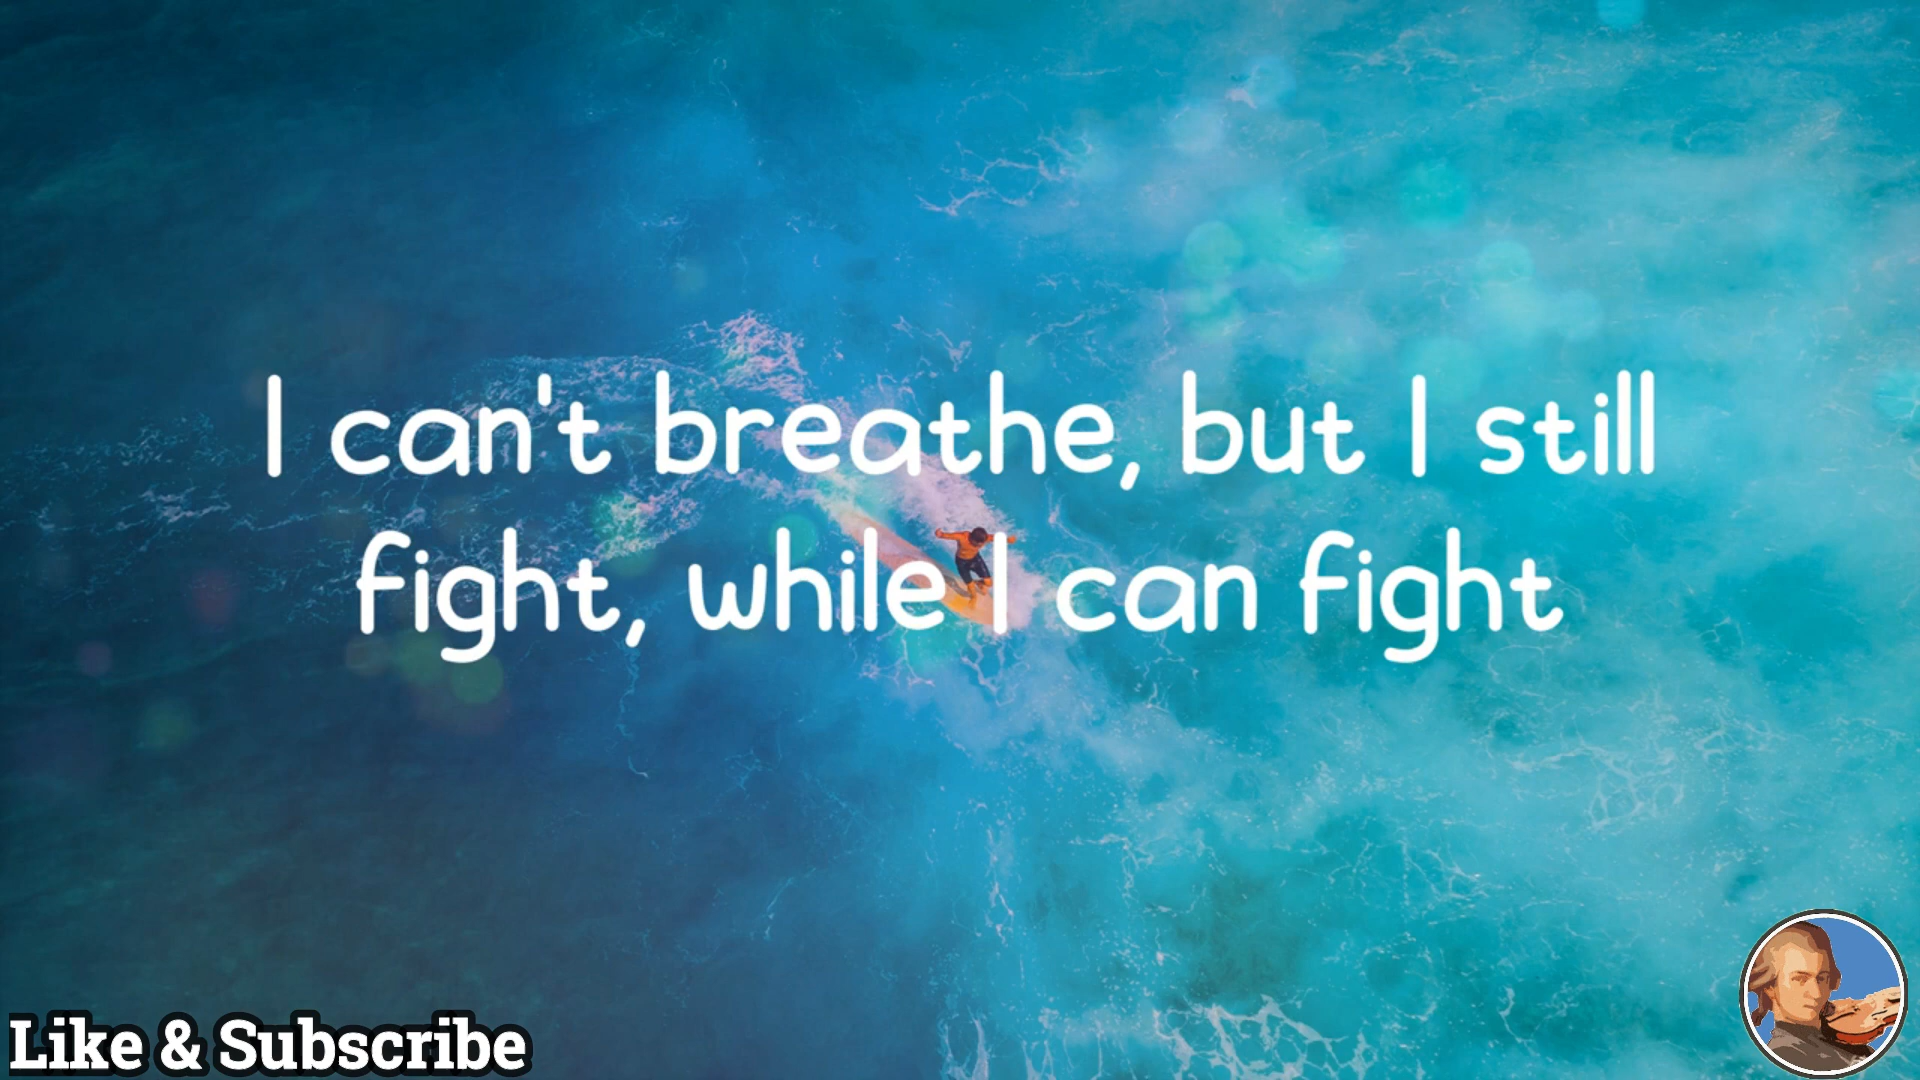 I can't breathe, but I still
fight, while I can fight
Like & Subscribe